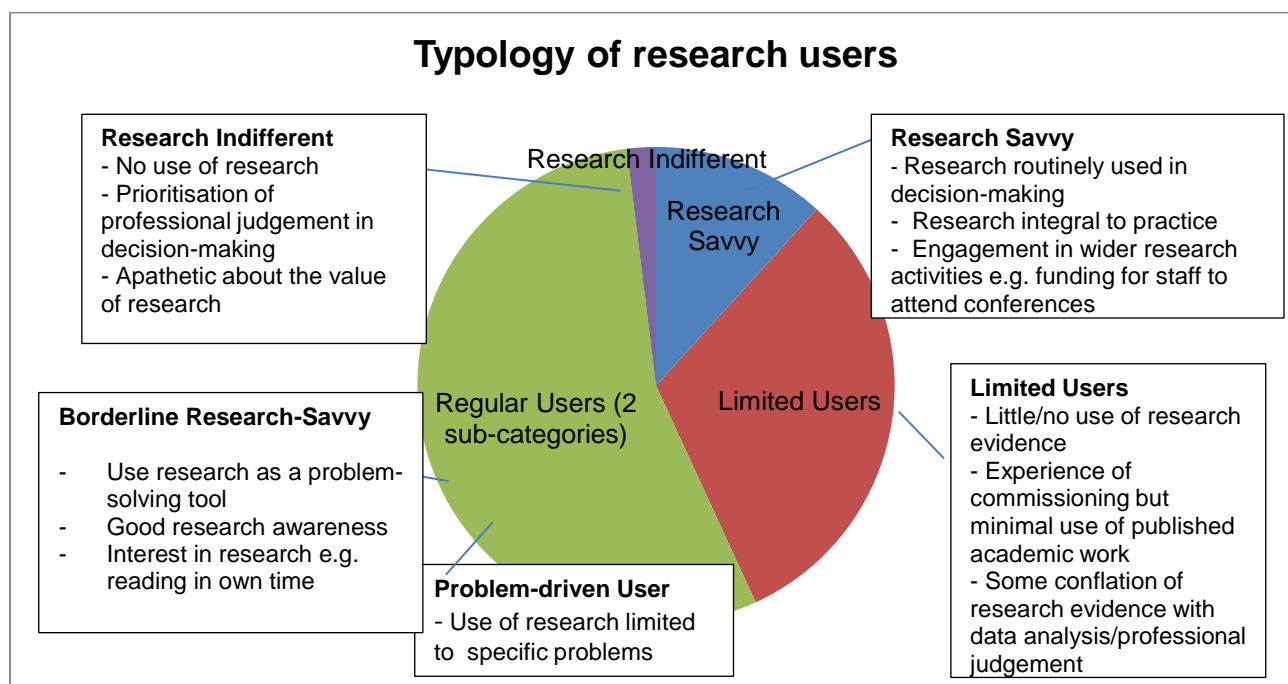 Typology of research users
Research Indifferent
- No use of research
- Prioritisation of
professional judgement in
decision-making
- Apathetic about the value
of research
Research Indifferent
Research
Savvy
Research Savvy
- Research routinely used in
decision-making
- Research integral to practice
- Engagement in wider research
activities e.g. funding for staff to
attend conferences
Borderline Research-Savvy
- Use research as a problem-
solving tool
- Good research awareness
- Interest in research e.g.
reading in own time
Regular Users (2
sub-categories)
Limited Users
Limited Users
- Little/no use of research
evidence
- Experience of
commissioning but
minimal use of published
academic work
- Some conflation of
research evidence with
data analysis/professional
judgement
Problem-driven User
- Use of research limited
to specific problems